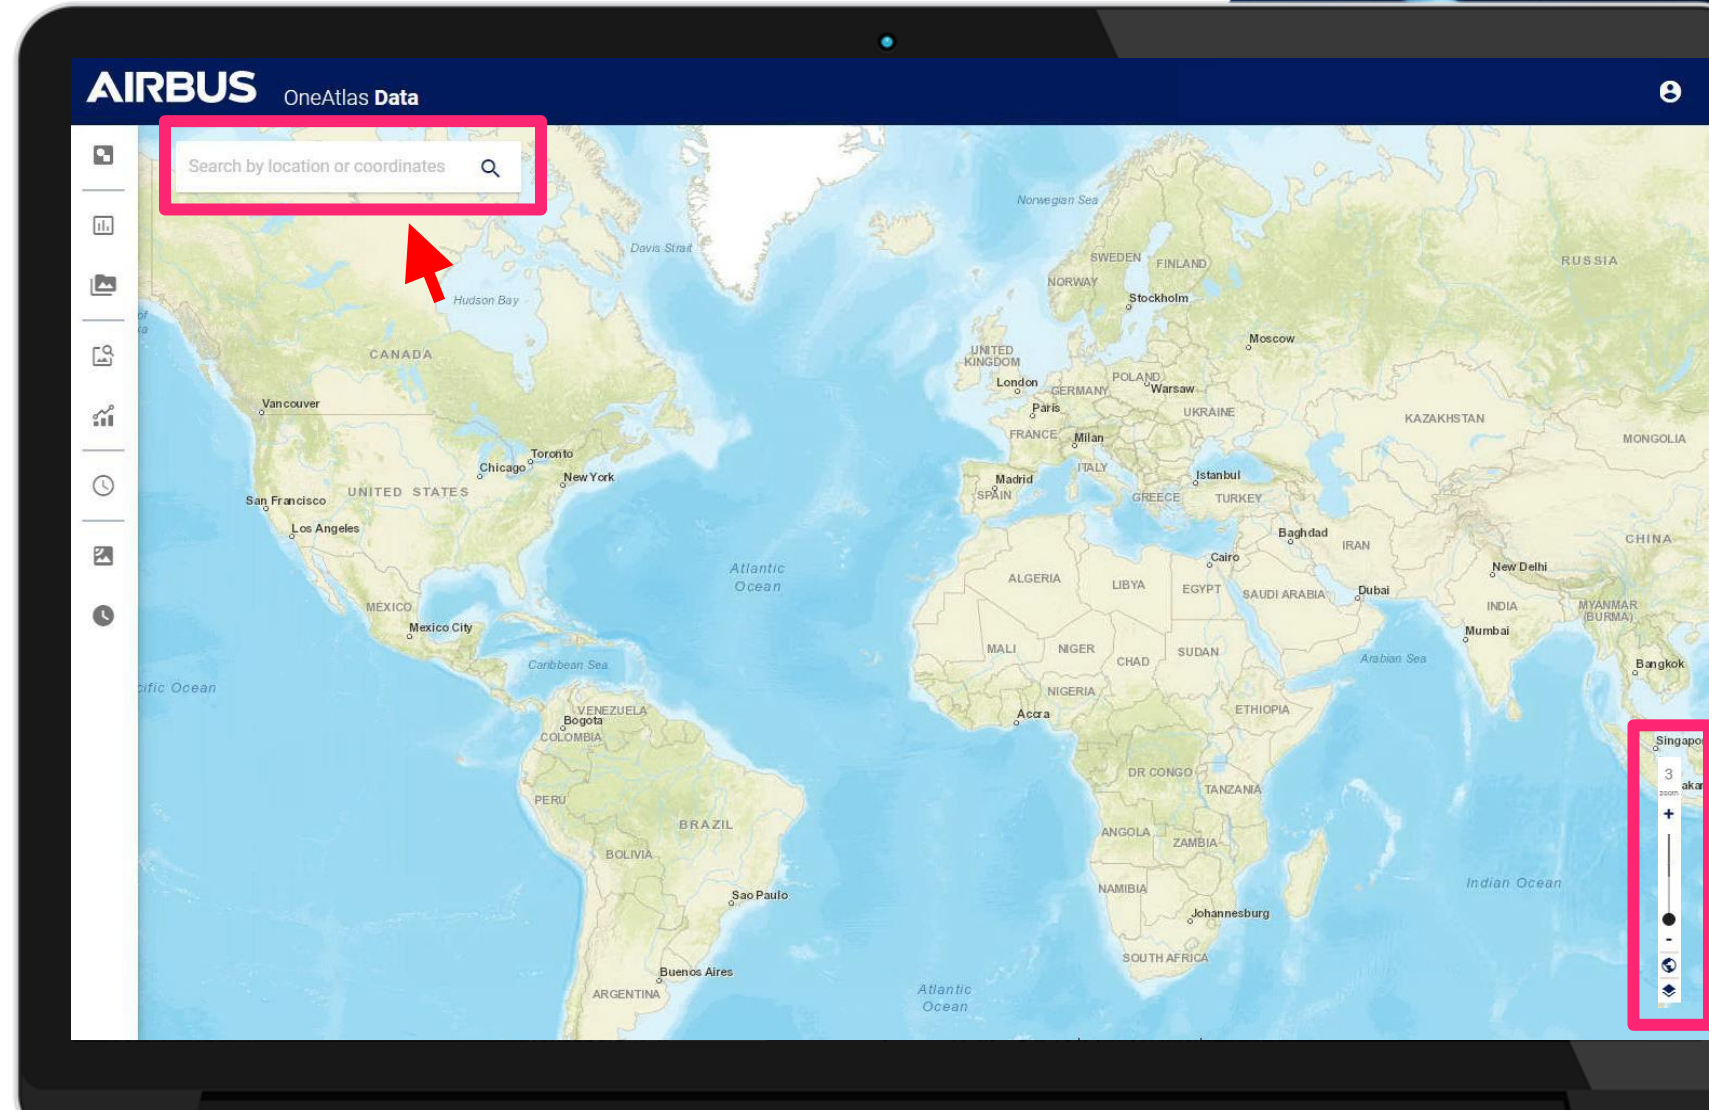 AIRBUS OneAtlas Data
Search by location or coordinates
Norwegian Sea
Davis Strait
SWEDEN
FINLAND
RUSSIA
NORWAY
Stockholm
Hudson Bay
Moscow
CANADA
UNITED
KINGDOM
London
GERMANY
POLAND
Warsaw
Vancouver
Paris
UKRAINE
KAZAKHSTAN
FRANCE
Milan
MONGOLIA
Toronto
Chicago
ITALY
New York
Madrid
Istanbul
UNITED STATES
San Francisco
SPAIN
GREECE
TURKEY
Los Angeles
Baghdad
IRAN
CHINA
Cairo
Atlantic
Ocean
ALGERIA
LIBYA
EGYPT
SAUDI ARABIA
Dubai
New Delhi
INDIA
MYANMAR
(BURMA)
MÉXICO
Mexico City
Mumbai
MALI
NIGER
CHAD
SUDAN
Arabian Sea
Caribbean Sea
Bangkok
cific Ocean
NIGERIA
VENEZUELA
Bogota
COLOMBIA
Accra
ETHIOPIA
Singapo
3
zoom
akar
DR CONGO
TANZANIA
PERU
BRAZIL
ANGOLA
ZAMBIA
BOLIVIA
NAMIBIA
Indian Ocean
Sao Paulo
Johannesburg
SOUTH AFRICA
Buenos Aires
ARGENTINA
Atlantic
Ocean